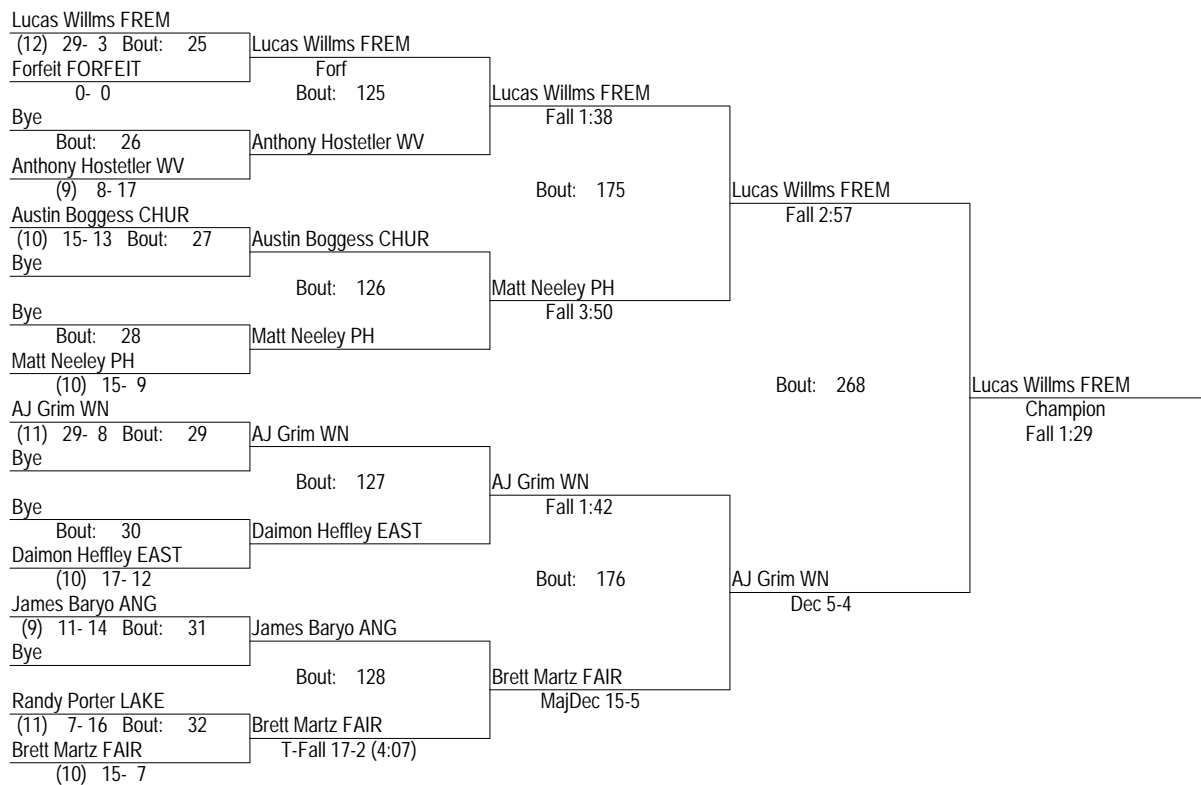 Lucas Willms FREM
(12) 29- 3 Bout: 25
Forfeit FORFEIT
0- 0
Bye
Bout: 26
Anthony Hostetler WV
(9) 8- 17
Austin Boggess CHUR
(10) 15- 13 Bout: 27
Bye
Bye
Bout: 28
Matt Neeley PH
(10) 15- 9
AJ Grim WN
(11) 29- 8 Bout: 29
Bye
Bye
Bout: 30
Daimon Heffley EAST
(10) 17- 12
James Baryo ANG
(9) 11- 14 Bout: 31
Bye
Randy Porter LAKE
(11) 7- 16 Bout: 32
Brett Martz FAIR
(10) 15- 7
Lucas Willms FREM
Forf
Bout: 125
Anthony Hostetler WV
Austin Boggess CHUR
Bout: 126
Matt Neeley PH
AJ Grim WN
Bout: 127
Daimon Heffley EAST
James Baryo ANG
Bout: 128
Brett Martz FAIR
T-Fall 17-2 (4:07)
Lucas Willms FREM
Fall 1:38
Bout: 175
Matt Neeley PH
Fall 3:50
AJ Grim WN
Fall 1:42
Bout: 176
Brett Martz FAIR
MajDec 15-5
Lucas Willms FREM
Fall 2:57
Bout: 268
AJ Grim WN
Dec 5-4
Lucas Willms FREM
Champion
Fall 1:29